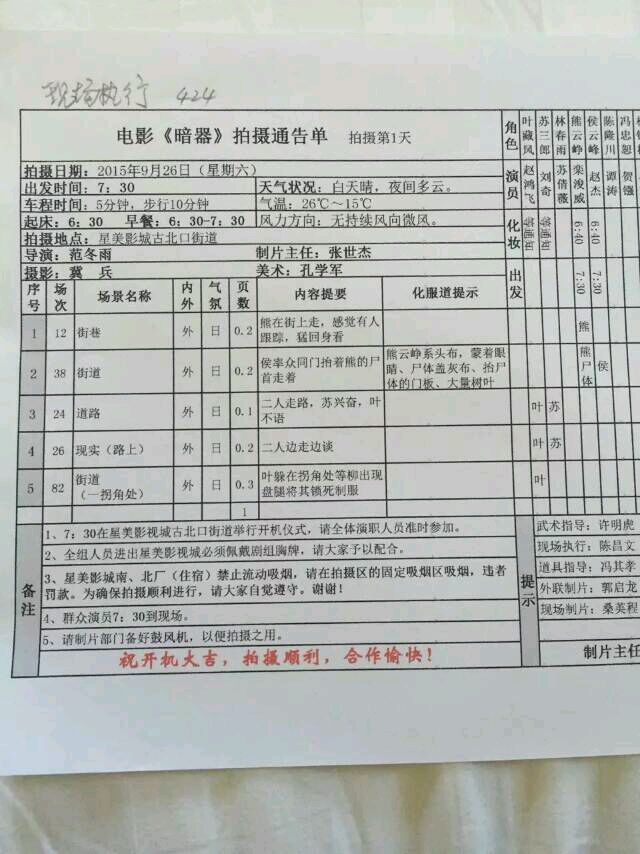 现场执行 424
电影《暗器》拍摄通告单 拍摄第1天
角色 叶藏风 苏三郎 林春雨 熊云峥 侯云峰 陈隆川 冯忠恕
演员 赵鸿飞 刘奇 苏倩薇 栾浚威 赵杰 谭涛 贺强
化妆 等通知 等通知 6:40 6:40
出发 7:30 7:30
拍摄日期: 2015年9月26日(星期六)
出发时间: 7: 30 天气状况: 白天晴,夜间多云。
车程时间: 5分钟,步行10分钟 气温: 26℃~15℃
起床: 6: 30 早餐: 6:30-7: 30 风力方向: 无持续风向微风。
拍摄地点: 星美影城古北口街道
导演: 范冬雨 制片主任: 张世杰
摄影: 冀 兵 美术: 孔学军
序号 场次 场景名称 内外 气氛 页数 内容提要 化服道提示
1 12 街巷 外 日 0.2 熊在街上走,感觉有人
跟踪,猛回身看 熊
2 38 街道 外 日 0.2 侯率众同门抬着熊的尸
首走着 熊云峥系头布,蒙着眼
睛、尸体盖灰布、抬尸
体的门板、大量树叶 熊尸体 侯
3 24 道路 外 日 0.1 二人走路,苏兴奋,叶
不语 叶 苏
4 26 现实(路上) 外 日 0.2 二人边走边谈 叶 苏
5 82 街道
(一拐角处) 外 日 0.3 叶躲在拐角处等柳出现
盘腿将其锁死制服 叶
1
备注
1、7: 30在星美影视城古北口街道举行开机仪式,请全体演职人员准时参加。
2、全组人员进出星美影视城必须佩戴剧组胸牌,请大家予以配合。
3、星美影城南、北厂(住宿)禁止流动吸烟,请在拍摄区的固定吸烟区吸烟,违者
罚款。为确保拍摄顺利进行,请大家自觉遵守。谢谢!
4、群众演员7: 30到现场。
5、请制片部门备好鼓风机,以便拍摄之用。
祝开机大吉,拍摄顺利,合作愉快!
提示
武术指导: 许明虎
现场执行: 陈昌文
道具指导: 冯其孝
外联制片: 郭启龙
现场制片: 桑美程
制片主任